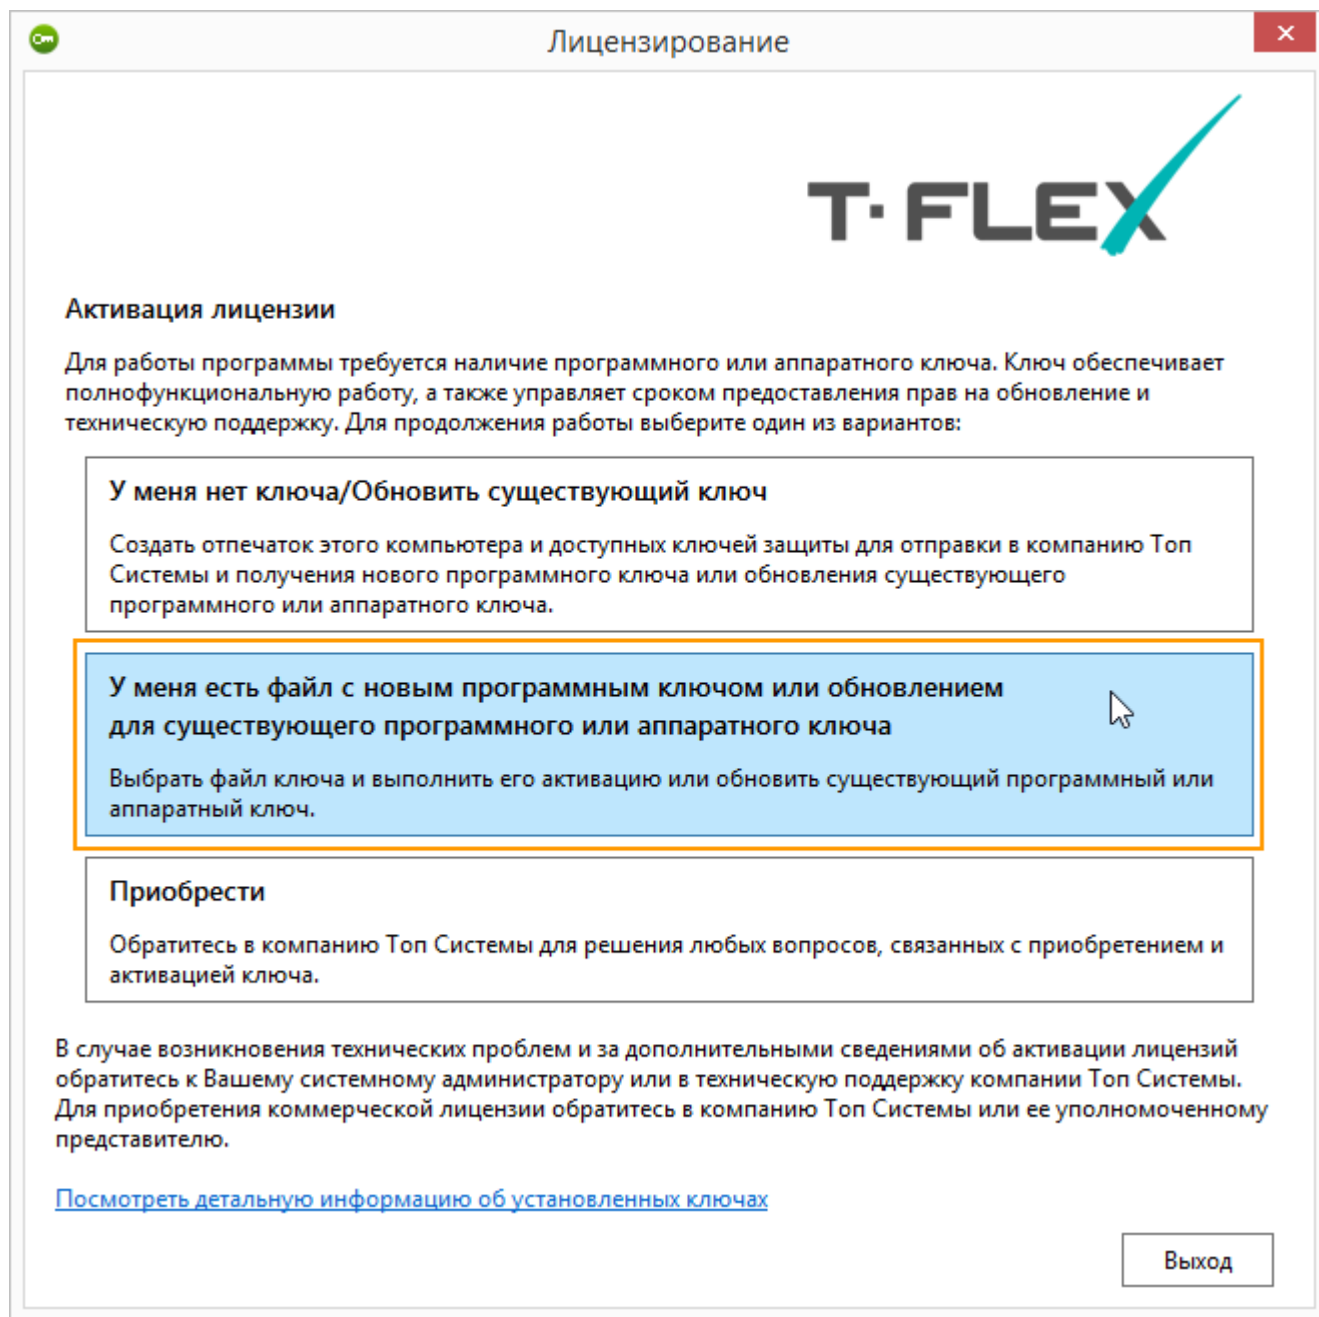 Лицензирование
T·FLEX
Активация лицензии
Для работы программы требуется наличие программного или аппаратного ключа. Ключ обеспечивает
полнофункциональную работу, а также управляет сроком предоставления прав на обновление и
техническую поддержку. Для продолжения работы выберите один из вариантов:
У меня нет ключа/Обновить существующий ключ
Создать отпечаток этого компьютера и доступных ключей защиты для отправки в компанию Топ
Системы и получения нового программного ключа или обновления существующего
программного или аппаратного ключа.
У меня есть файл с новым программным ключом или обновлением
для существующего программного или аппаратного ключа
Выбрать файл ключа и выполнить его активацию или обновить существующий программный или
аппаратный ключ.
Приобрести
Обратитесь в компанию Топ Системы для решения любых вопросов, связанных с приобретением и
активацией ключа.
В случае возникновения технических проблем и за дополнительными сведениями об активации лицензий
обратитесь к Вашему системному администратору или в техническую поддержку компании Топ Системы.
Для приобретения коммерческой лицензии обратитесь в компанию Топ Системы или ее уполномоченному
представителю.
Посмотреть детальную информацию об установленных ключах
Выход